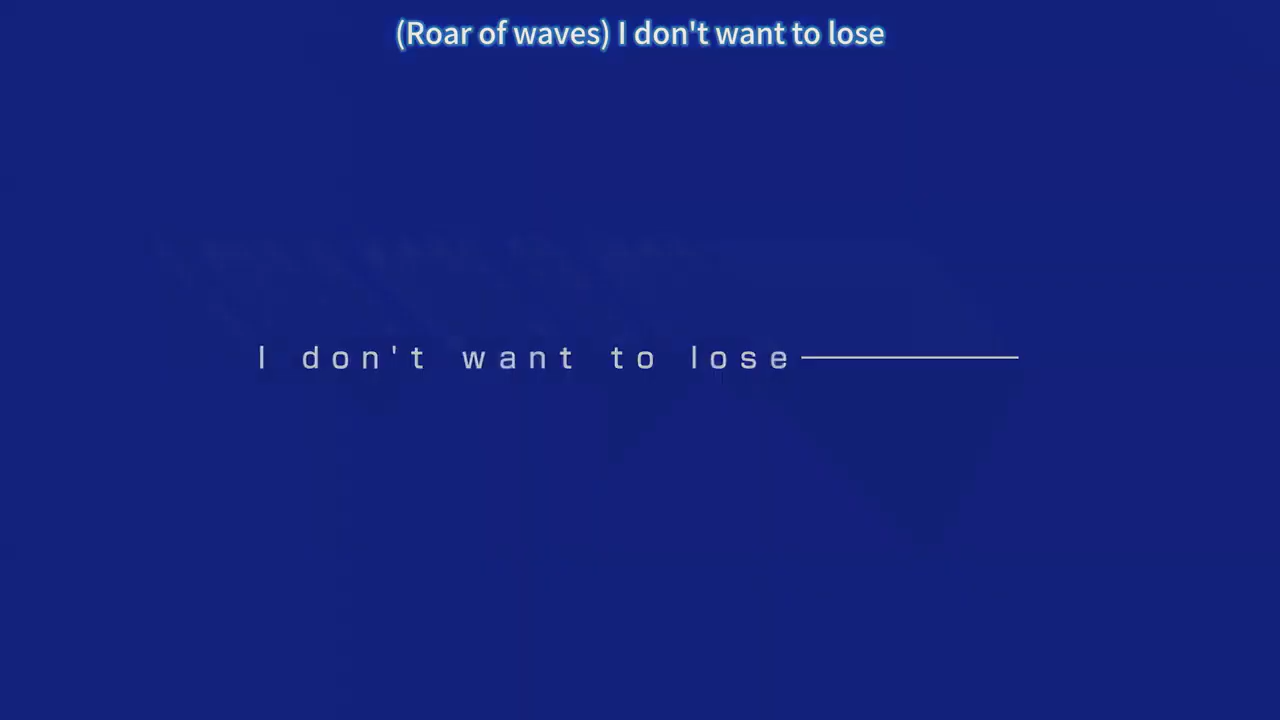 (Roar of waves) I don't want to lose
I don't want to lose———